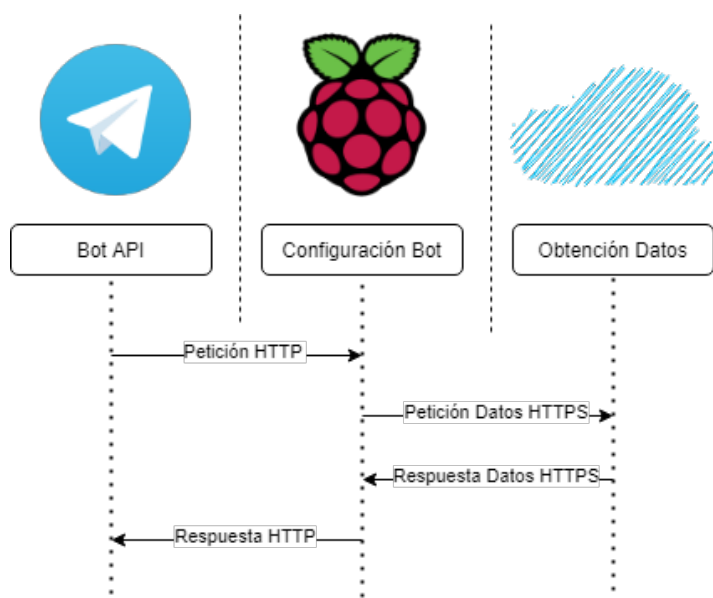 Bot API
Configuración Bot
Obtención Datos
Petición HTTP
Petición Datos HTTPS
Respuesta Datos HTTPS
Respuesta HTTP